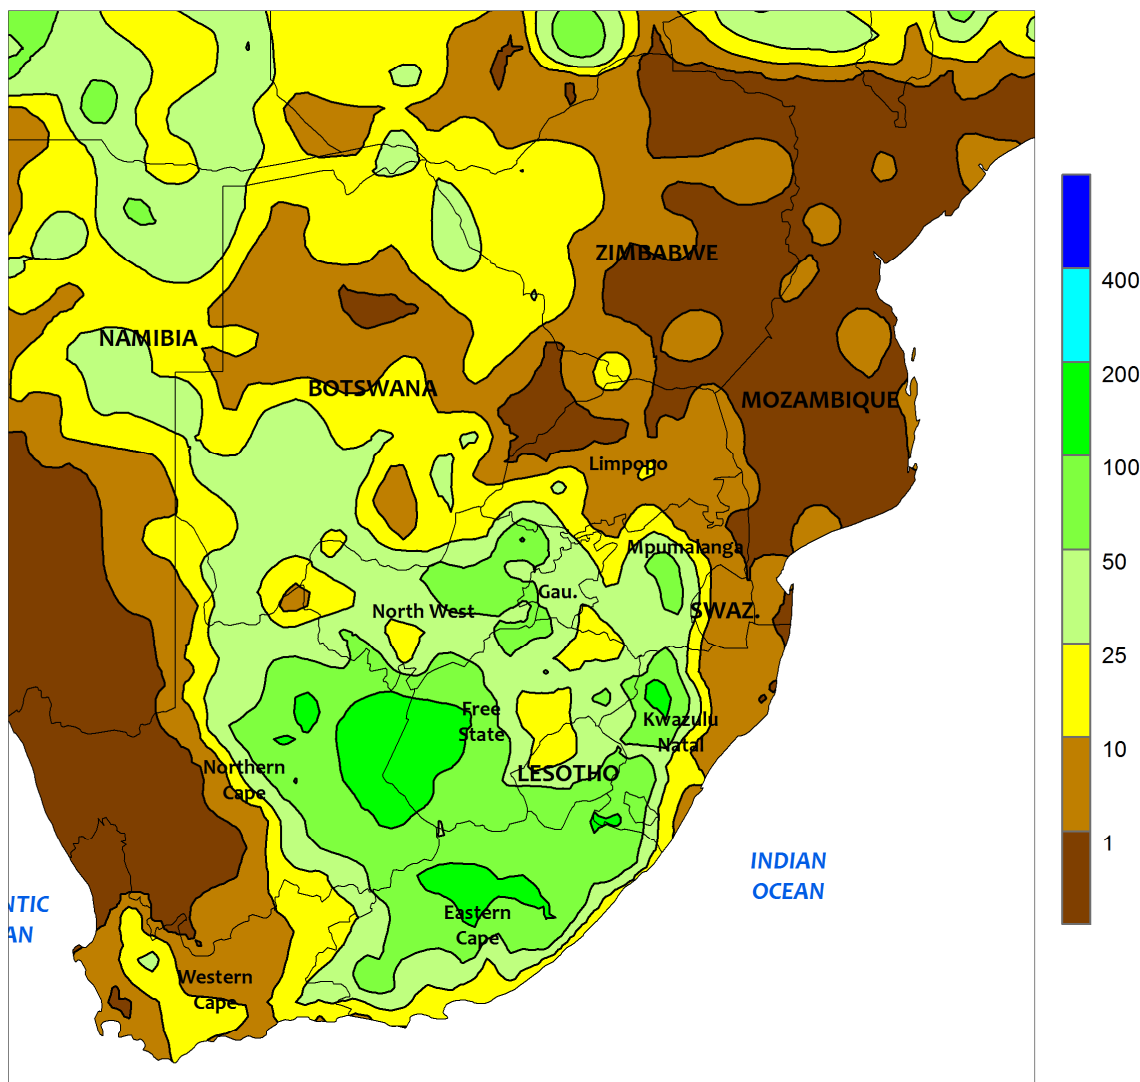 ZIMBABWE
400
NAMIBIA
200
BOTSWANA
MOZAMBIQUE
Limpopo
100
Mpumalanga
50
Gau.
North West
SWAZ.
25
Free
State
Kwazulu
Natal
10
Northern
Cape
LESOTHO
1
INDIAN
OCEAN
NTIC
AN
Eastern
Cape
Western
Cape